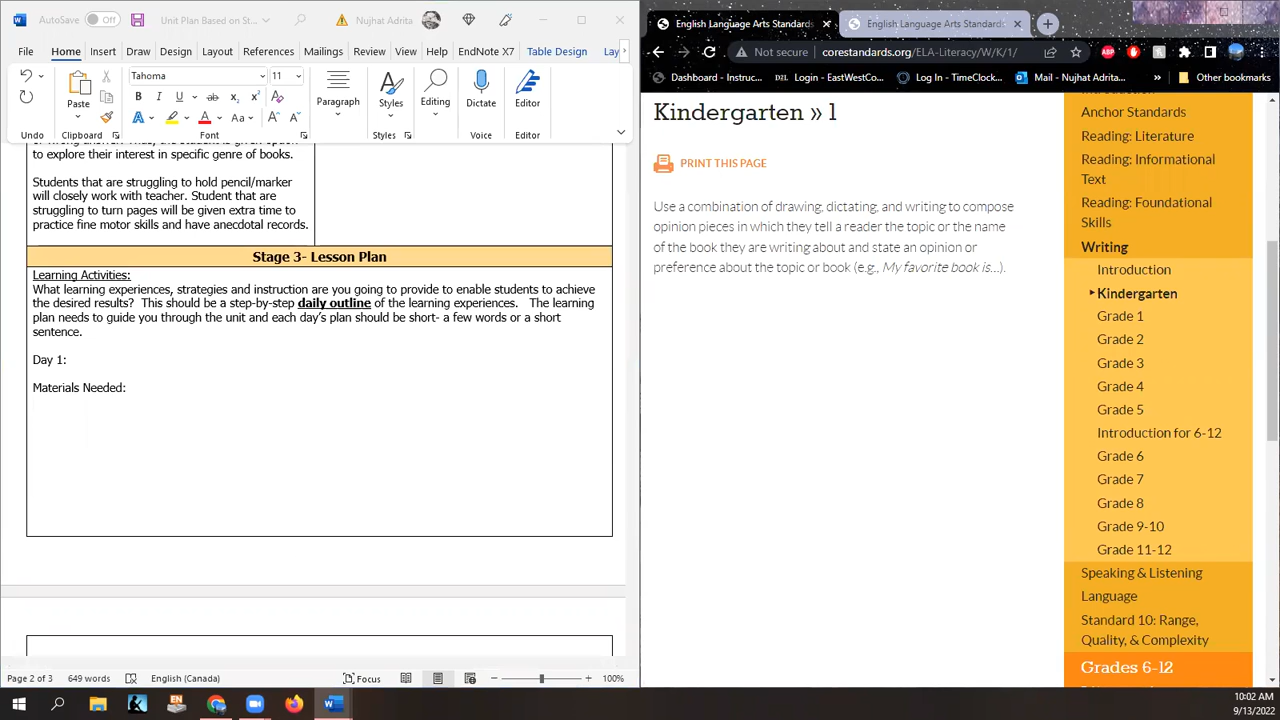 AutoSave Off
Unit Plan Based on St...
Nujhat Adrita
File Home Insert Draw Design Layout References Mailings Review View Help EndNote X7 Table Design Lay
Tahoma 11
Paste
Paragraph Styles Editing Dictate Editor
Undo Clipboard Font Styles Voice Editor
to explore their interest in specific genre of books.
Students that are struggling to hold pencil/marker
will closely work with teacher. Student that are
struggling to turn pages will be given extra time to
practice fine motor skills and have anecdotal records.
Stage 3- Lesson Plan
Learning Activities:
What learning experiences, strategies and instruction are you going to provide to enable students to achieve
the desired results? This should be a step-by-step daily outline of the learning experiences. The learning
plan needs to guide you through the unit and each day's plan should be short- a few words or a short
sentence.
Day 1:
Materials Needed:
Page 2 of 3 649 words English (Canada) Focus 100%
English Language Arts Standards
English Language Arts Standards
Not secure corestandards.org/ELA-Literacy/W/K/1/
Dashboard - Instruc... Login - EastWestCo... Log In - TimeClock... Mail - Nujhat Adrita... » Other bookmarks
Kindergarten » 1
PRINT THIS PAGE
Use a combination of drawing, dictating, and writing to compose
opinion pieces in which they tell a reader the topic or the name
of the book they are writing about and state an opinion or
preference about the topic or book (e.g., My favorite book is...).
Anchor Standards
Reading: Literature
Reading: Informational
Text
Reading: Foundational
Skills
Writing
Introduction
Kindergarten
Grade 1
Grade 2
Grade 3
Grade 4
Grade 5
Introduction for 6-12
Grade 6
Grade 7
Grade 8
Grade 9-10
Grade 11-12
Speaking & Listening
Language
Standard 10: Range,
Quality, & Complexity
Grades 6-12
10:02 AM
9/13/2022